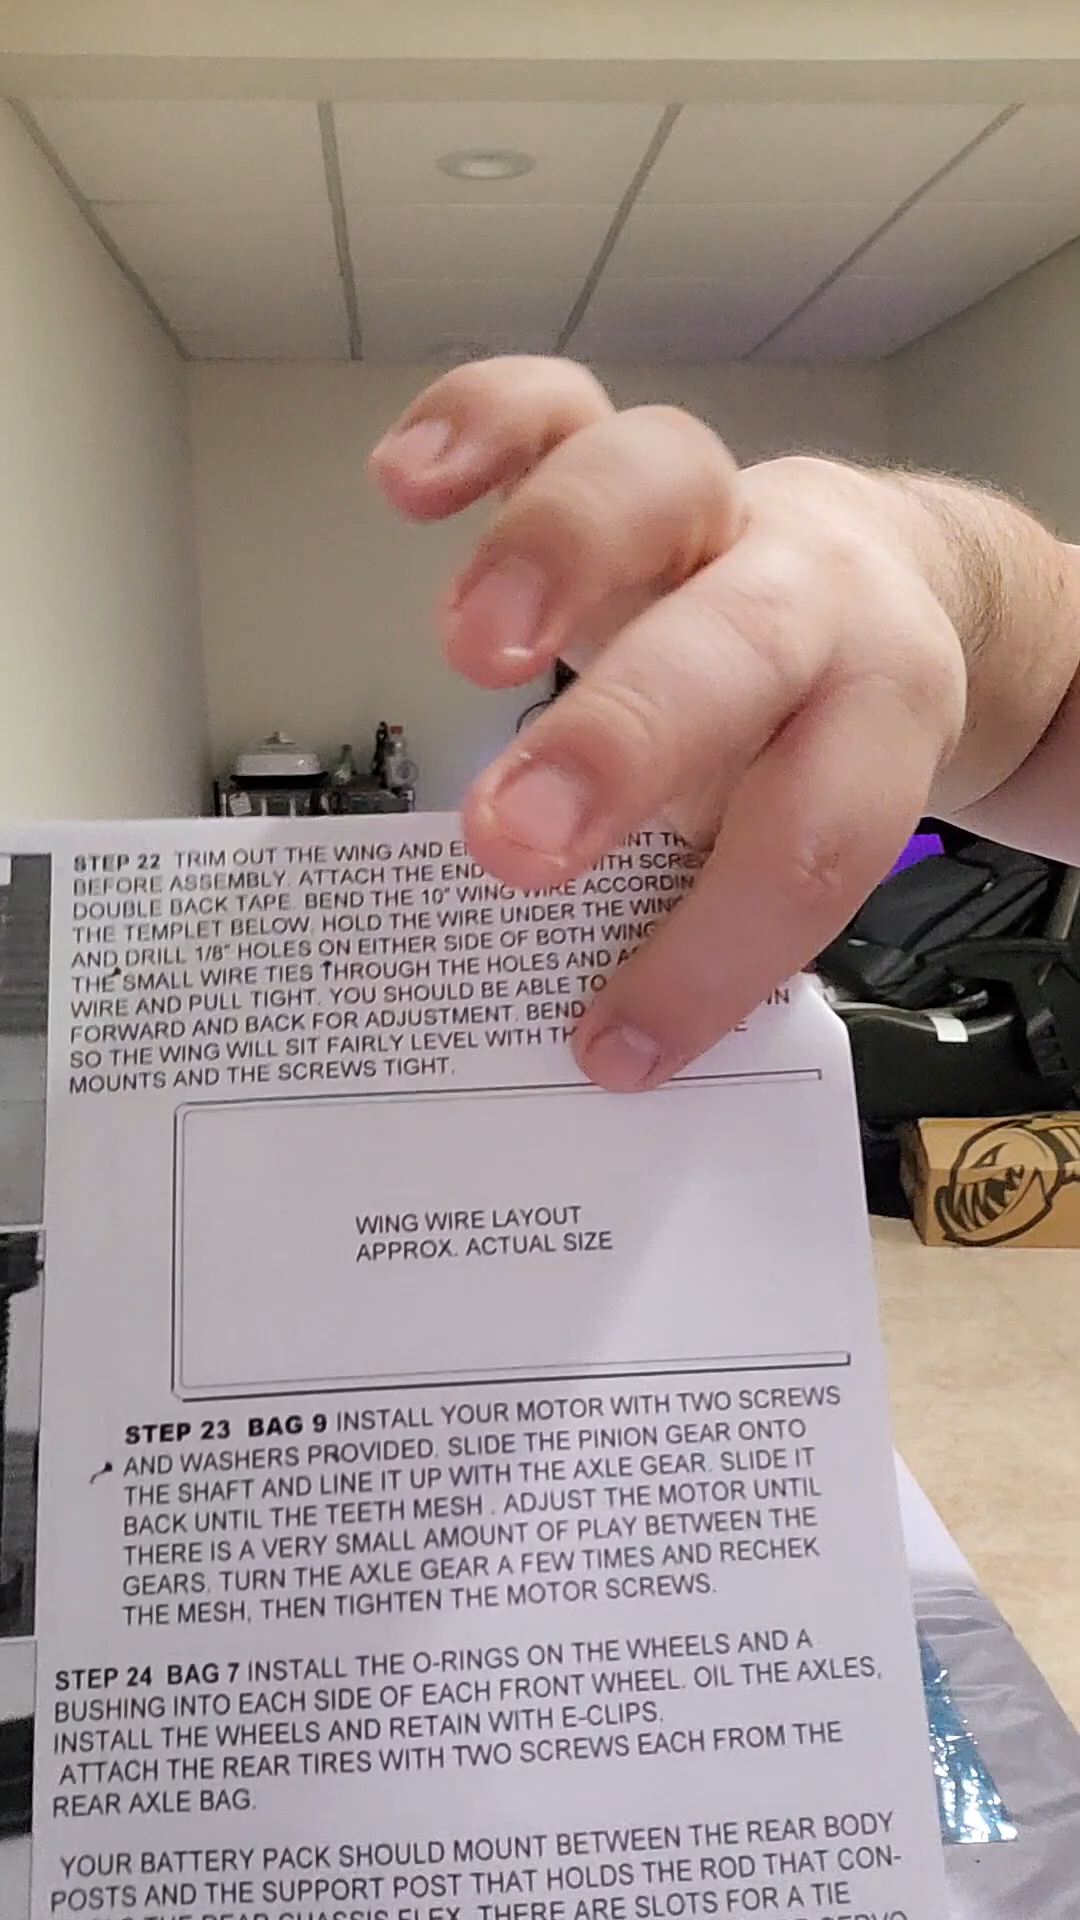 STEP 22 TRIM OUT THE WING AND
BEFORE ASSEMBLY. ATTACH THE END
DOUBLE BACK TAPE. BEND THE 10" WING WIRE
THE TEMPLET BELOW. HOLD THE WIRE UNDER THE
AND DRILL 1/8" HOLES ON EITHER SIDE OF BOTH
THE SMALL WIRE TIES THROUGH THE HOLES AND
WIRE AND PULL TIGHT. YOU SHOULD BE ABLE TO
FORWARD AND BACK FOR ADJUSTMENT. BEND
SO THE WING WILL SIT FAIRLY LEVEL WITH
MOUNTS AND THE SCREWS TIGHT.
WING WIRE LAYOUT
APPROX. ACTUAL SIZE
STEP 23 BAG 9 INSTALL YOUR MOTOR WITH TWO SCREWS
AND WASHERS PROVIDED. SLIDE THE PINION GEAR ONTO
THE SHAFT AND LINE IT UP WITH THE AXLE GEAR. SLIDE IT
BACK UNTIL THE TEETH MESH . ADJUST THE MOTOR UNTIL
THERE IS A VERY SMALL AMOUNT OF PLAY BETWEEN THE
GEARS. TURN THE AXLE GEAR A FEW TIMES AND RECHEK
THE MESH, THEN TIGHTEN THE MOTOR SCREWS.
STEP 24 BAG 7 INSTALL THE O-RINGS ON THE WHEELS AND A
BUSHING INTO EACH SIDE OF EACH FRONT WHEEL. OIL THE AXLES,
INSTALL THE WHEELS AND RETAIN WITH E-CLIPS.
ATTACH THE REAR TIRES WITH TWO SCREWS EACH FROM THE
REAR AXLE BAG.
YOUR BATTERY PACK SHOULD MOUNT BETWEEN THE REAR BODY
POSTS AND THE SUPPORT POST THAT HOLDS THE ROD THAT CON-
THE REAR CHASSIS FLEX. THERE ARE SLOTS FOR A TIE